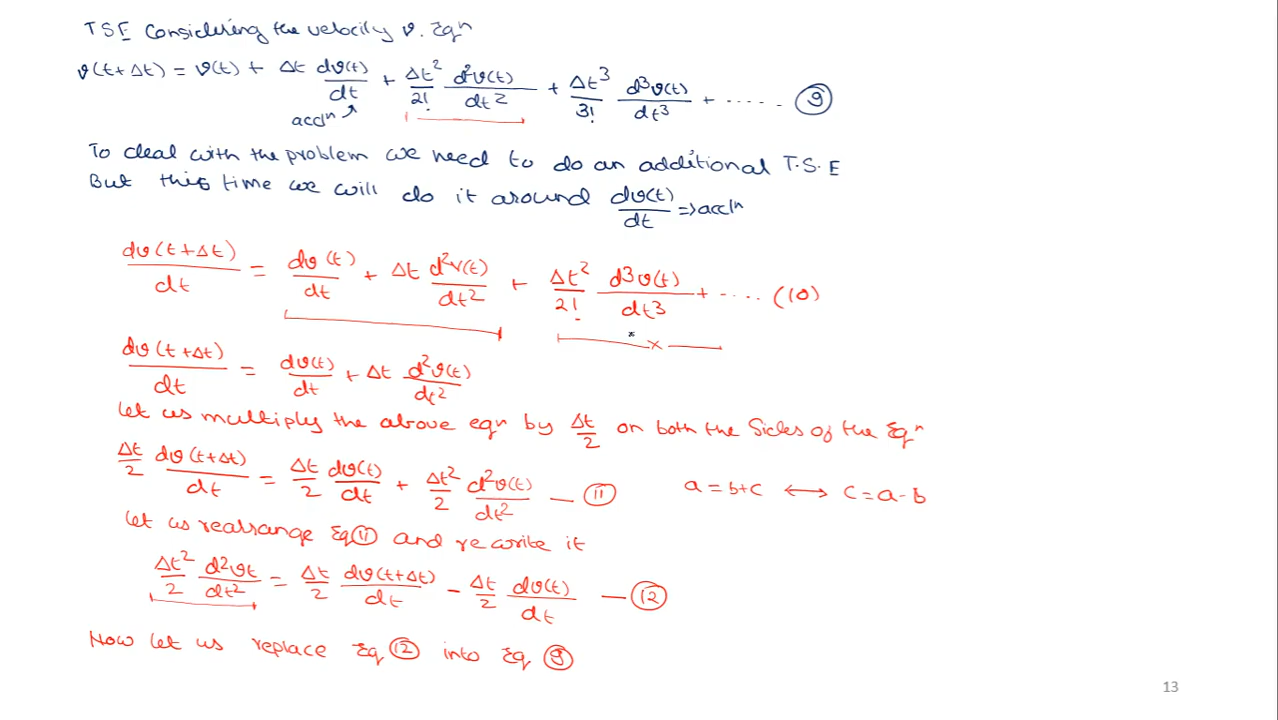 TSE Considering the velocity v. Eqⁿ
v(t+Δt) = v(t) + Δt dv(t)/dt + Δt²/2! d²v(t)/dt² + Δt³/3! d³v(t)/dt³ + ...... ⑨
accⁿ
To deal with the problem we need to do an additional T.S.E
But this time we will do it around dv(t)/dt => accⁿ
dv(t+Δt)/dt = dv(t)/dt + Δt d²v(t)/dt² + Δt²/2! d³v(t)/dt³ + ..... (10)
x
dv(t+Δt)/dt = dv(t)/dt + Δt d²v(t)/dt²
Let us multiply the above eqⁿ by Δt/2 on both the Sides of the Eqⁿ
Δt/2 dv(t+Δt)/dt = Δt/2 dv(t)/dt + Δt²/2 d²v(t)/dt² — ⑪ a = b+c ⟷ c = a-b
Let us rearrange Eq ⑪ and rewrite it
Δt²/2 d²vt/dt² = Δt/2 dv(t+Δt)/dt - Δt/2 dv(t)/dt — ⑫
Now let us replace Eq ⑫ into Eq ⑨
13